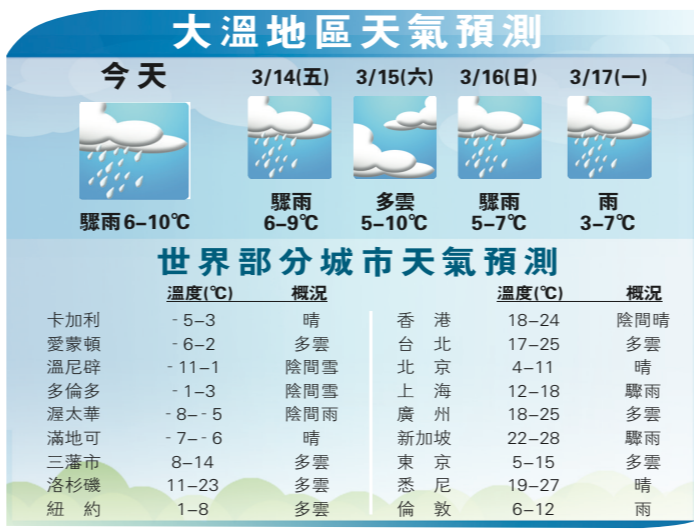 大溫地區天氣預測
今天 3/14(五) 3/15(六) 3/16(日) 3/17(一)
驟雨 多雲 驟雨 雨
驟雨6–10℃ 6–9℃ 5–10℃ 5–7℃ 3–7℃
世界部分城市天氣預測
溫度(℃) 概況 溫度(℃) 概況
卡加利 -5–3 晴 香港 18–24 陰間晴
愛蒙頓 -6–2 多雲 台北 17–25 多雲
溫尼辟 -11–1 陰間雪 北京 4–11 晴
多倫多 -1–3 陰間雪 上海 12–18 驟雨
渥太華 -8–-5 陰間雨 廣州 18–25 多雲
滿地可 -7–-6 晴 新加坡 22–28 驟雨
三藩市 8–14 多雲 東京 5–15 多雲
洛杉磯 11–23 多雲 悉尼 19–27 晴
紐約 1–8 多雲 倫敦 6–12 雨